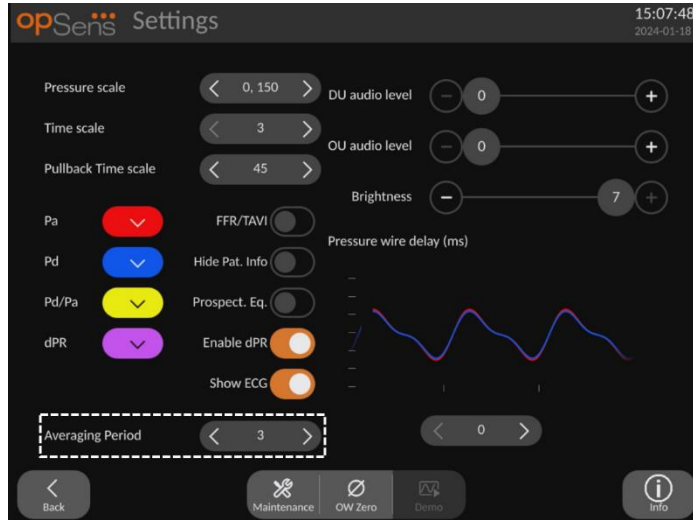 opSens Settings
15:07:48
2024-01-18
Pressure scale 0, 150
Time scale 3
Pullback Time scale 45
DU audio level − 0 +
OU audio level − 0 +
Brightness − 7 +
Pa
Pd
Pd/Pa
dPR
FFR/TAVI
Hide Pat. Info
Prospect. Eq.
Enable dPR
Show ECG
Pressure wire delay (ms)
0
Averaging Period 3
Back
Maintenance
OW Zero
Demo
Info